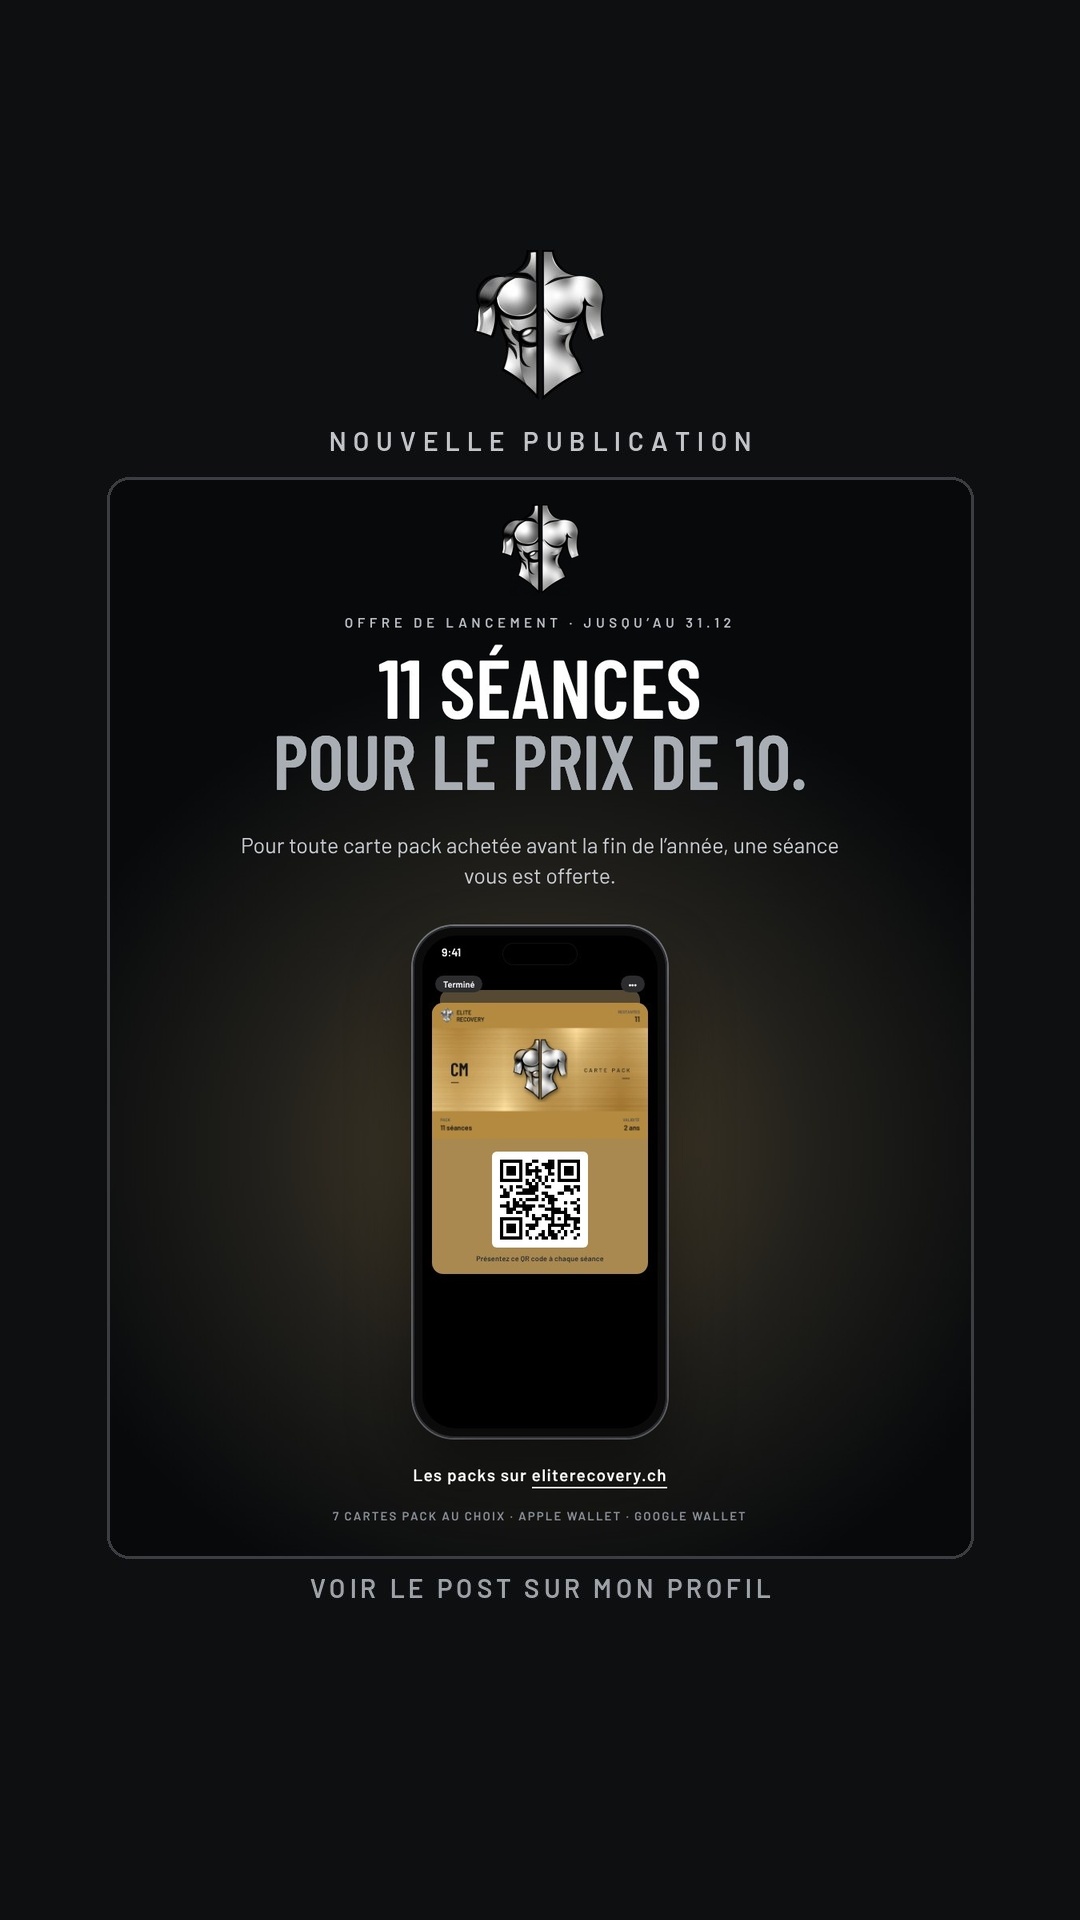 NOUVELLE PUBLICATION
OFFRE DE LANCEMENT · JUSQU’AU 31.12
11 SÉANCES
POUR LE PRIX DE 10.
Pour toute carte pack achetée avant la fin de l’année, une séance
vous est offerte.
9:41
Terminé
ELITE
RECOVERY
11
CM
CARTE PACK
11 séances
2 ans
Présentez ce QR code à chaque séance
Les packs sur eliterecovery.ch
7 CARTES PACK AU CHOIX · APPLE WALLET · GOOGLE WALLET
VOIR LE POST SUR MON PROFIL